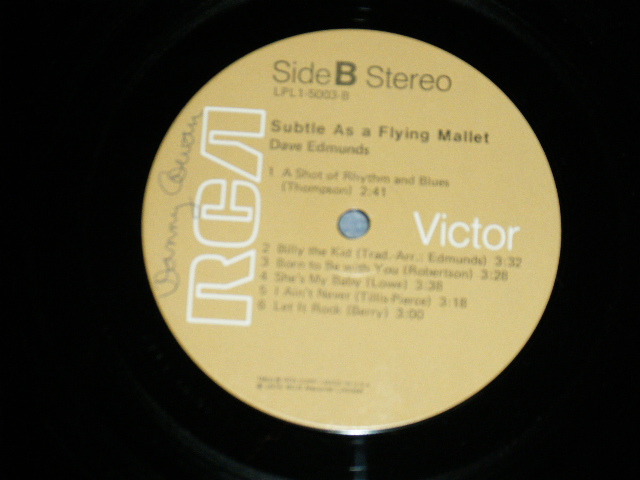 Side B Stereo
LPL1-5003-B
Subtle As a Flying Mallet
Dave Edmunds
1 A Shot of Rhythm and Blues
(Thompson) 2:41
RCA
Victor
2 Billy the Kid (Trad.-Arr.: Edmunds) 3:32
3 Born to Be with You (Robertson) 3:28
4 She's My Baby (Lowe) 3:38
5 I Ain't Never (Tillis-Pierce) 3:18
6 Let It Rock (Berry) 3:00
Danny Cowan